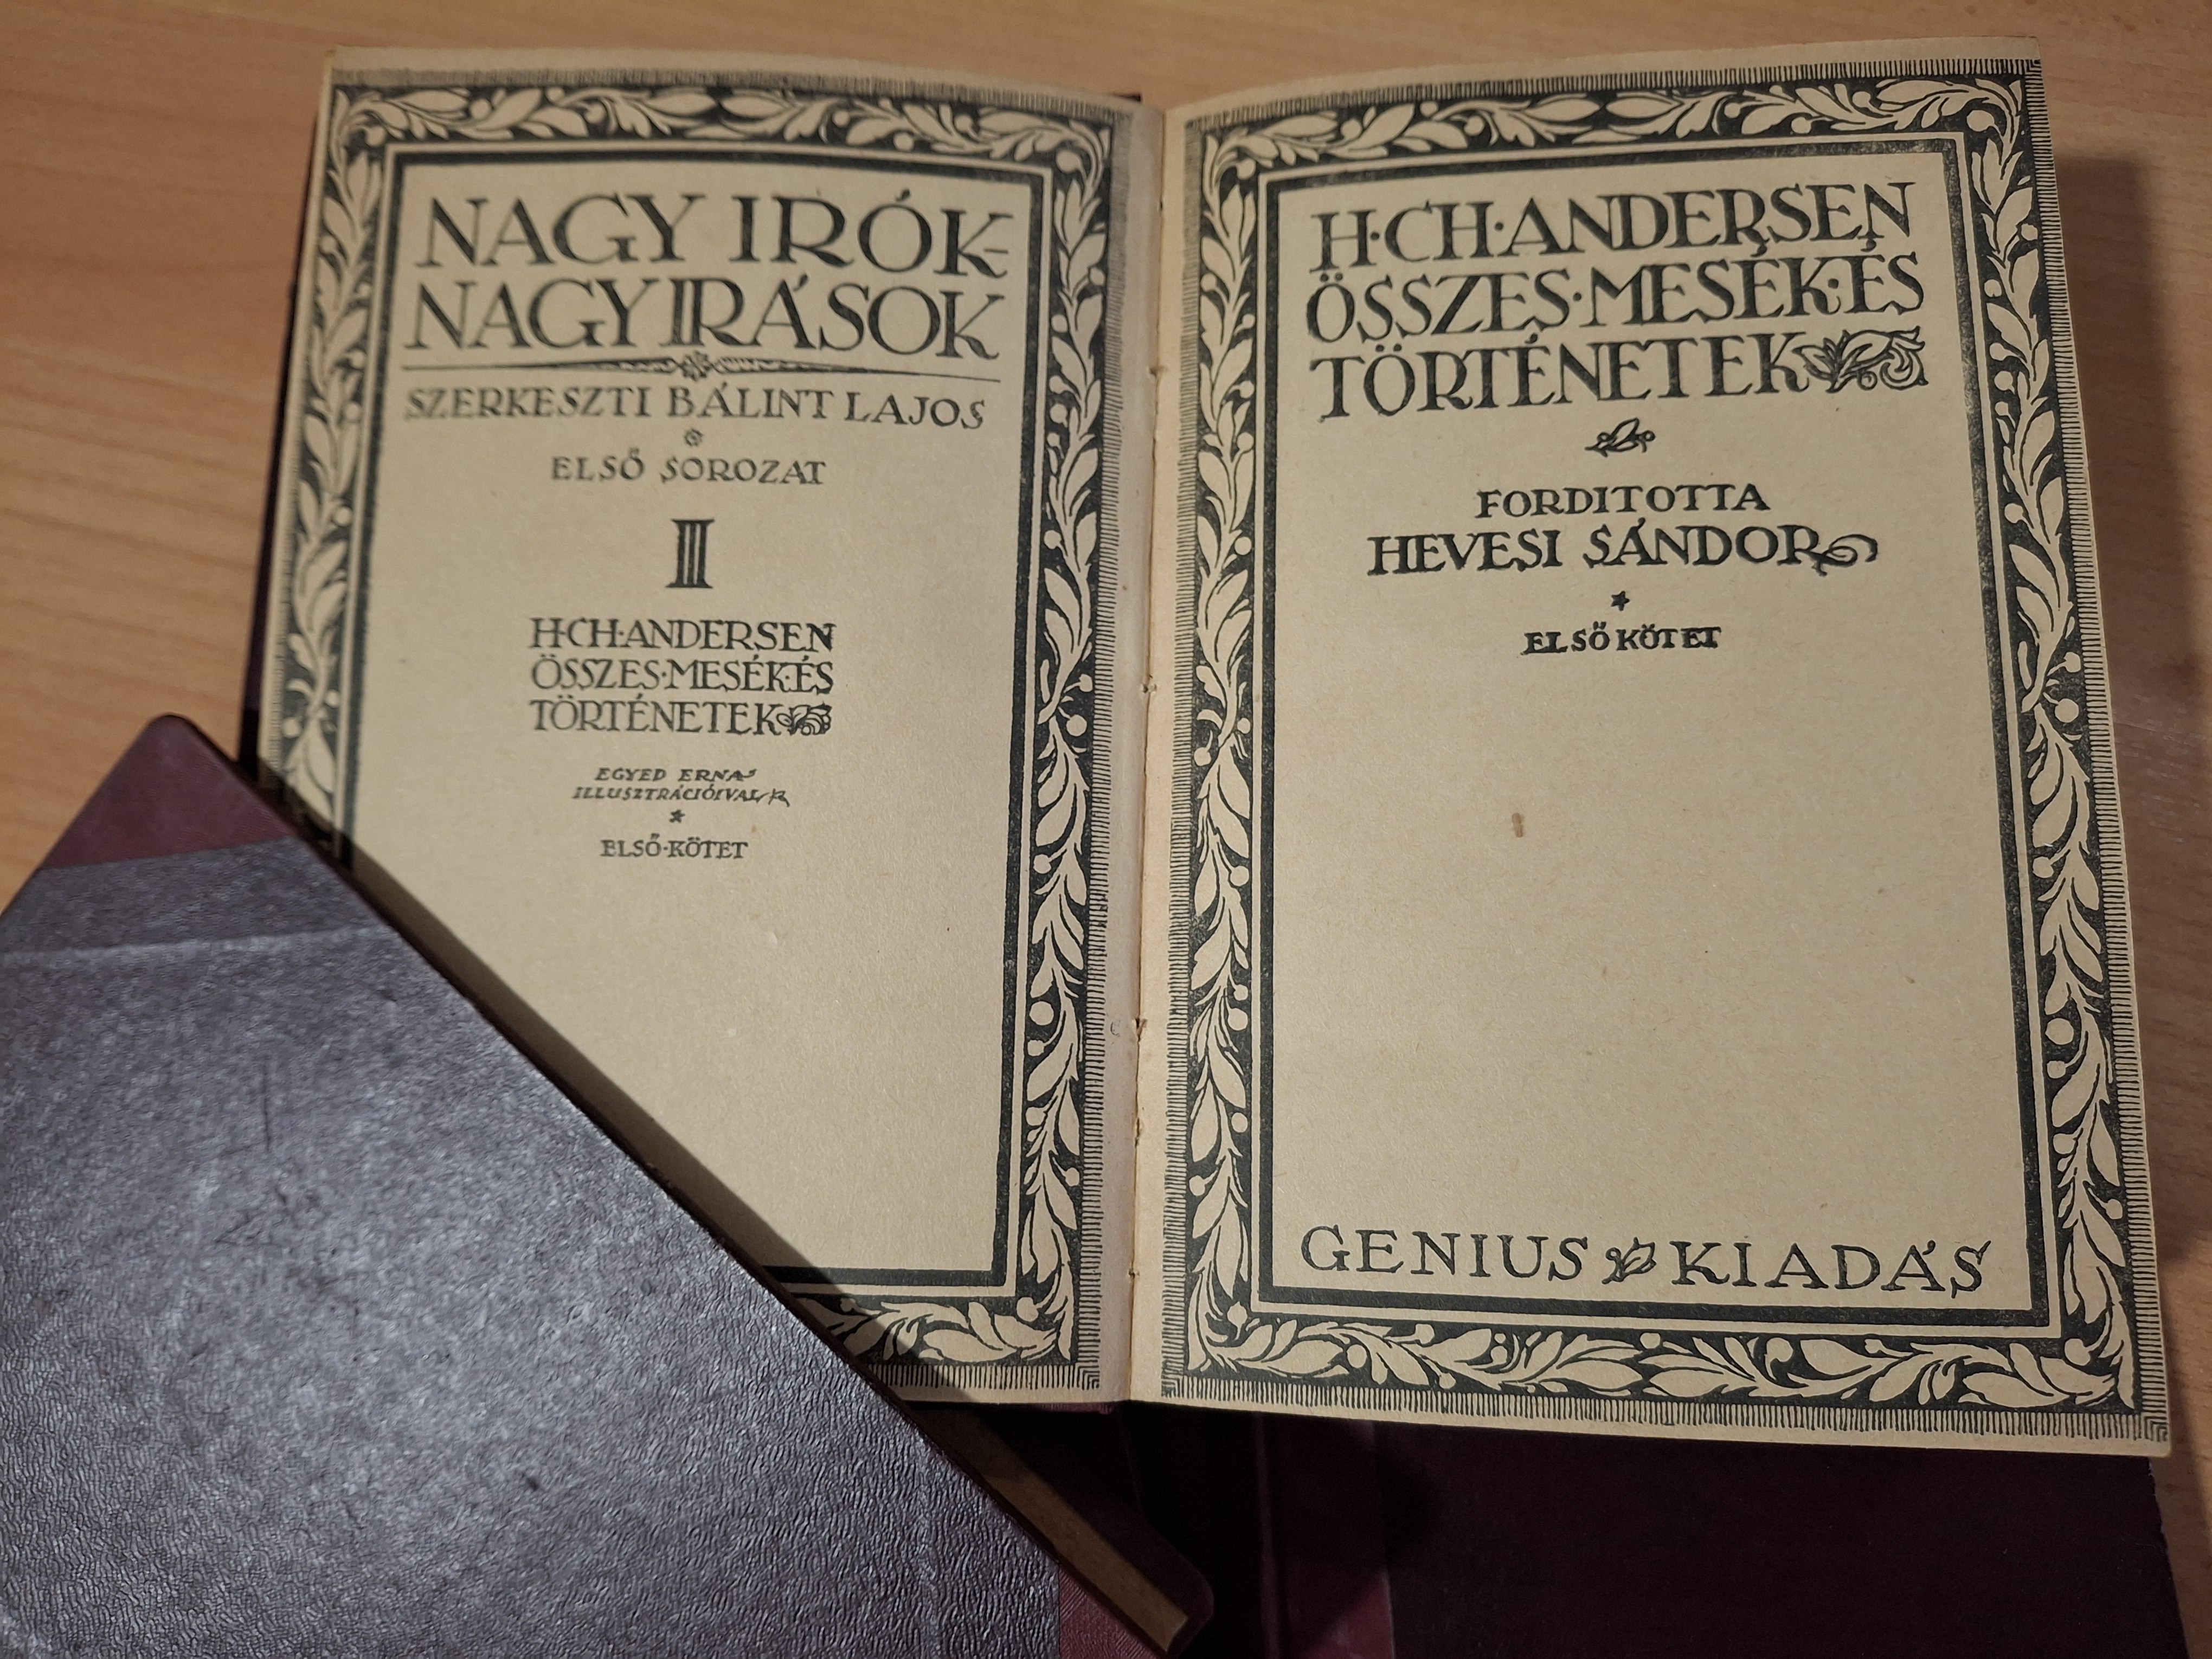 NAGY IRÓK-
NAGY IRÁSOK
SZERKESZTI BÁLINT LAJOS
ELSŐ SOROZAT
III
H·CH·ANDERSEN
ÖSSZES·MESÉK·ÉS
TÖRTÉNETEK
EGYED ERNA
ILLUSZTRÁCIÓIVAL
ELSŐ·KÖTET
H·CH·ANDERSEN
ÖSSZES·MESÉK·ÉS
TÖRTÉNETEK
FORDITOTTA
HEVESI SÁNDOR
ELSŐ KÖTET
GENIUS KIADÁS